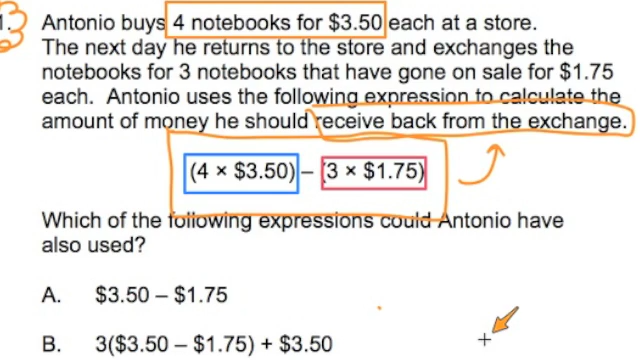 1. Antonio buys 4 notebooks for $3.50 each at a store.
The next day he returns to the store and exchanges the
notebooks for 3 notebooks that have gone on sale for $1.75
each. Antonio uses the following expression to calculate the
amount of money he should receive back from the exchange.
(4 × $3.50) – (3 × $1.75)
Which of the following expressions could Antonio have
also used?
A. $3.50 – $1.75
B. 3($3.50 – $1.75) + $3.50